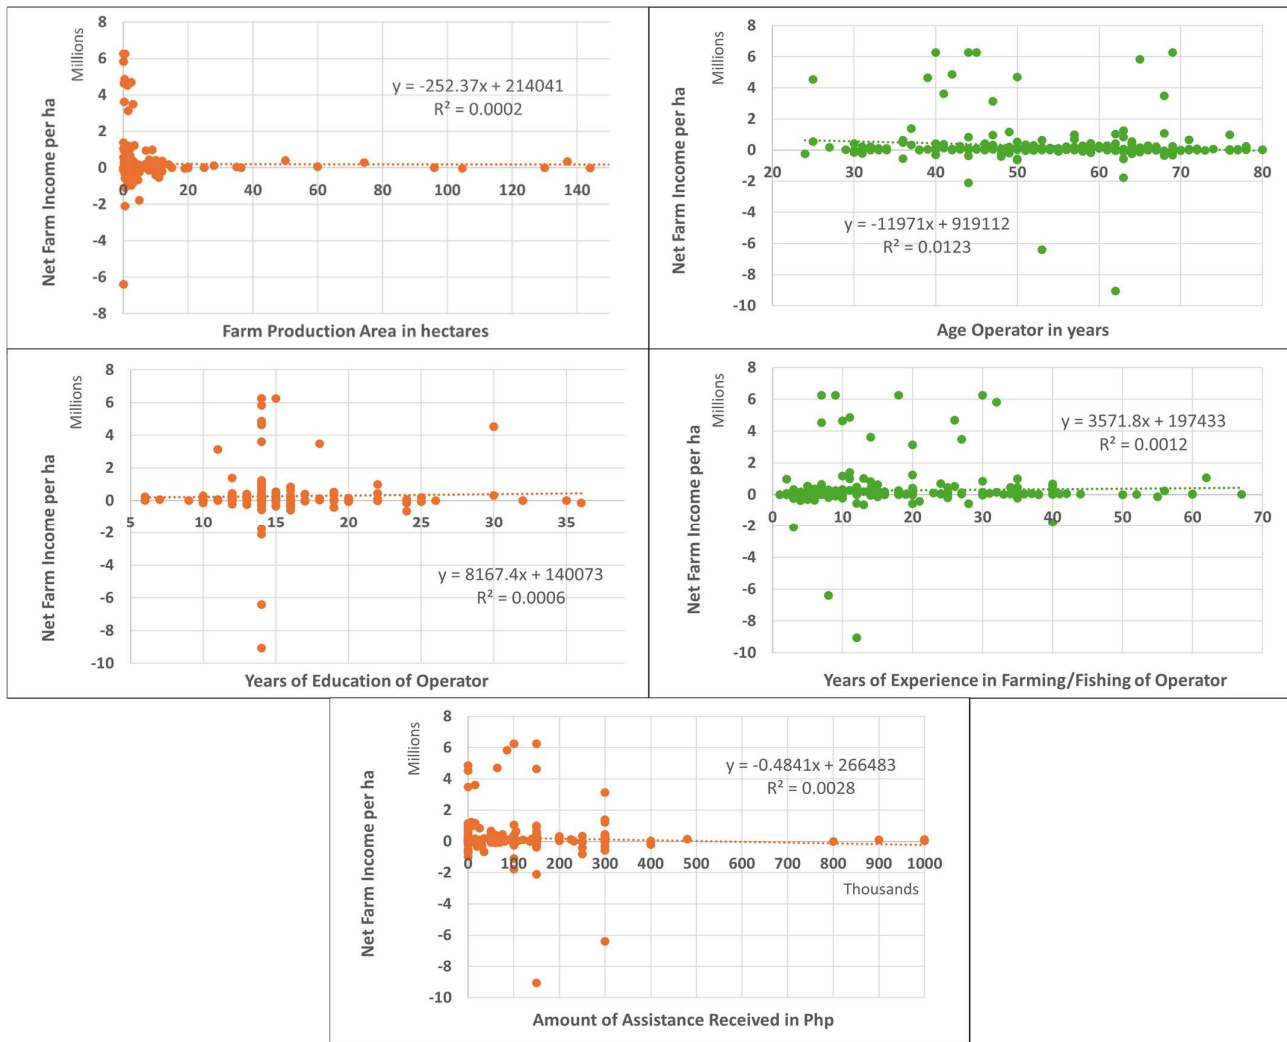 Millions
Net Farm Income per ha
8
6
4
2
0
-2
-4
-6
-8
0 20 40 60 80 100 120 140
y = -252.37x + 214041
R² = 0.0002
Farm Production Area in hectares
Millions
Net Farm Income per ha
8
6
4
2
0
-2
-4
-6
-8
-10
20 30 40 50 60 70 80
y = -11971x + 919112
R² = 0.0123
Age Operator in years
Millions
Net Farm Income per ha
8
6
4
2
0
-2
-4
-6
-8
-10
5 10 15 20 25 30 35
y = 8167.4x + 140073
R² = 0.0006
Years of Education of Operator
Millions
Net Farm Income per ha
8
6
4
2
0
-2
-4
-6
-8
-10
0 10 20 30 40 50 60 70
y = 3571.8x + 197433
R² = 0.0012
Years of Experience in Farming/Fishing of Operator
Millions
Net Farm Income per ha
8
6
4
2
0
-2
-4
-6
-8
-10
0 100 200 300 400 500 600 700 800 900 1000
Thousands
y = -0.4841x + 266483
R² = 0.0028
Amount of Assistance Received in Php